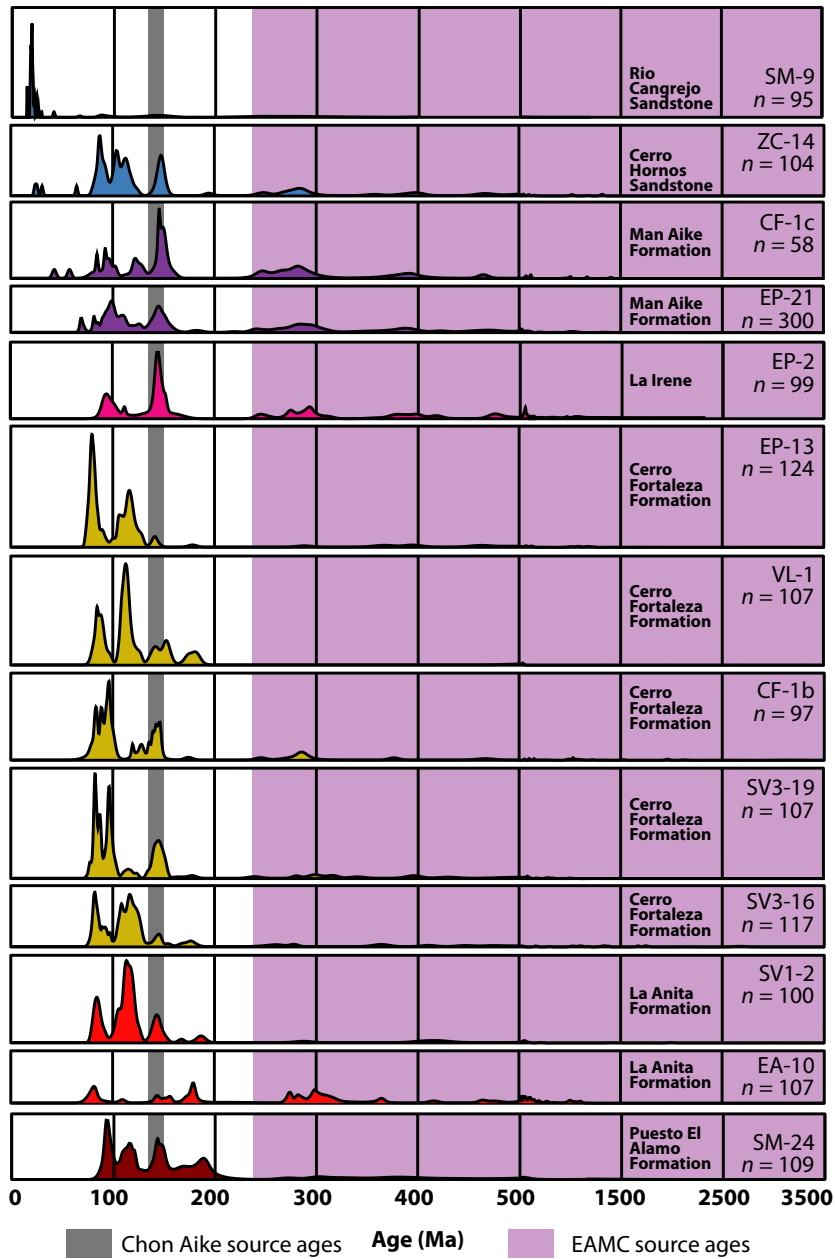 Rio
Cangrejo
Sandstone
SM-9
n = 95
Cerro
Hornos
Sandstone
ZC-14
n = 104
Man Aike
Formation
CF-1c
n = 58
Man Aike
Formation
EP-21
n = 300
La Irene
EP-2
n = 99
Cerro
Fortaleza
Formation
EP-13
n = 124
Cerro
Fortaleza
Formation
VL-1
n = 107
Cerro
Fortaleza
Formation
CF-1b
n = 97
Cerro
Fortaleza
Formation
SV3-19
n = 107
Cerro
Fortaleza
Formation
SV3-16
n = 117
La Anita
Formation
SV1-2
n = 100
La Anita
Formation
EA-10
n = 107
Puesto El
Alamo
Formation
SM-24
n = 109
0 100 200 300 400 500 1500 2500 3500
Chon Aike source ages Age (Ma) EAMC source ages